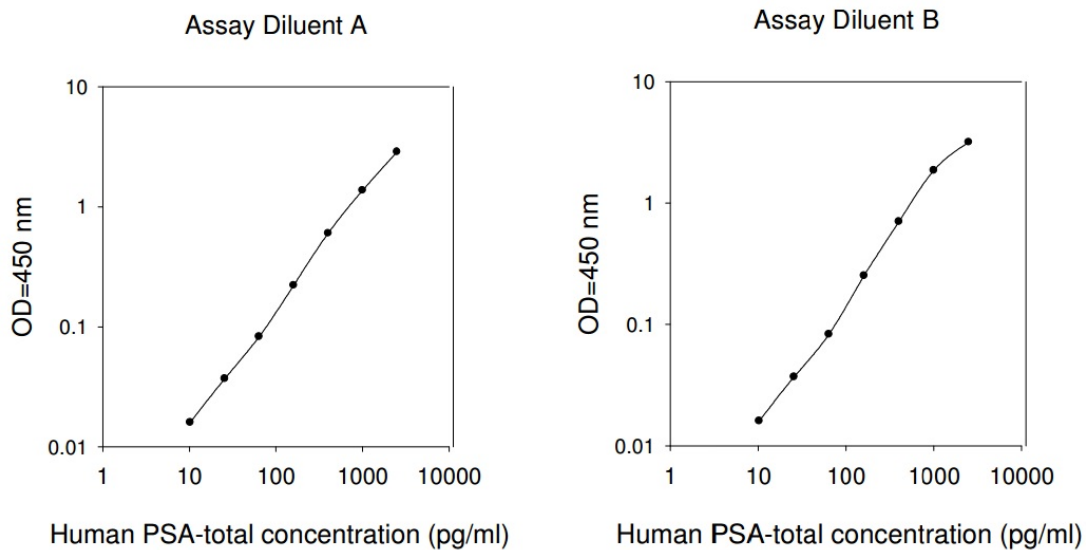 Assay Diluent A
10
1
0.1
0.01
OD=450 nm
1 10 100 1000 10000
Human PSA-total concentration (pg/ml)
Assay Diluent B
10
1
0.1
0.01
OD=450 nm
1 10 100 1000 10000
Human PSA-total concentration (pg/ml)